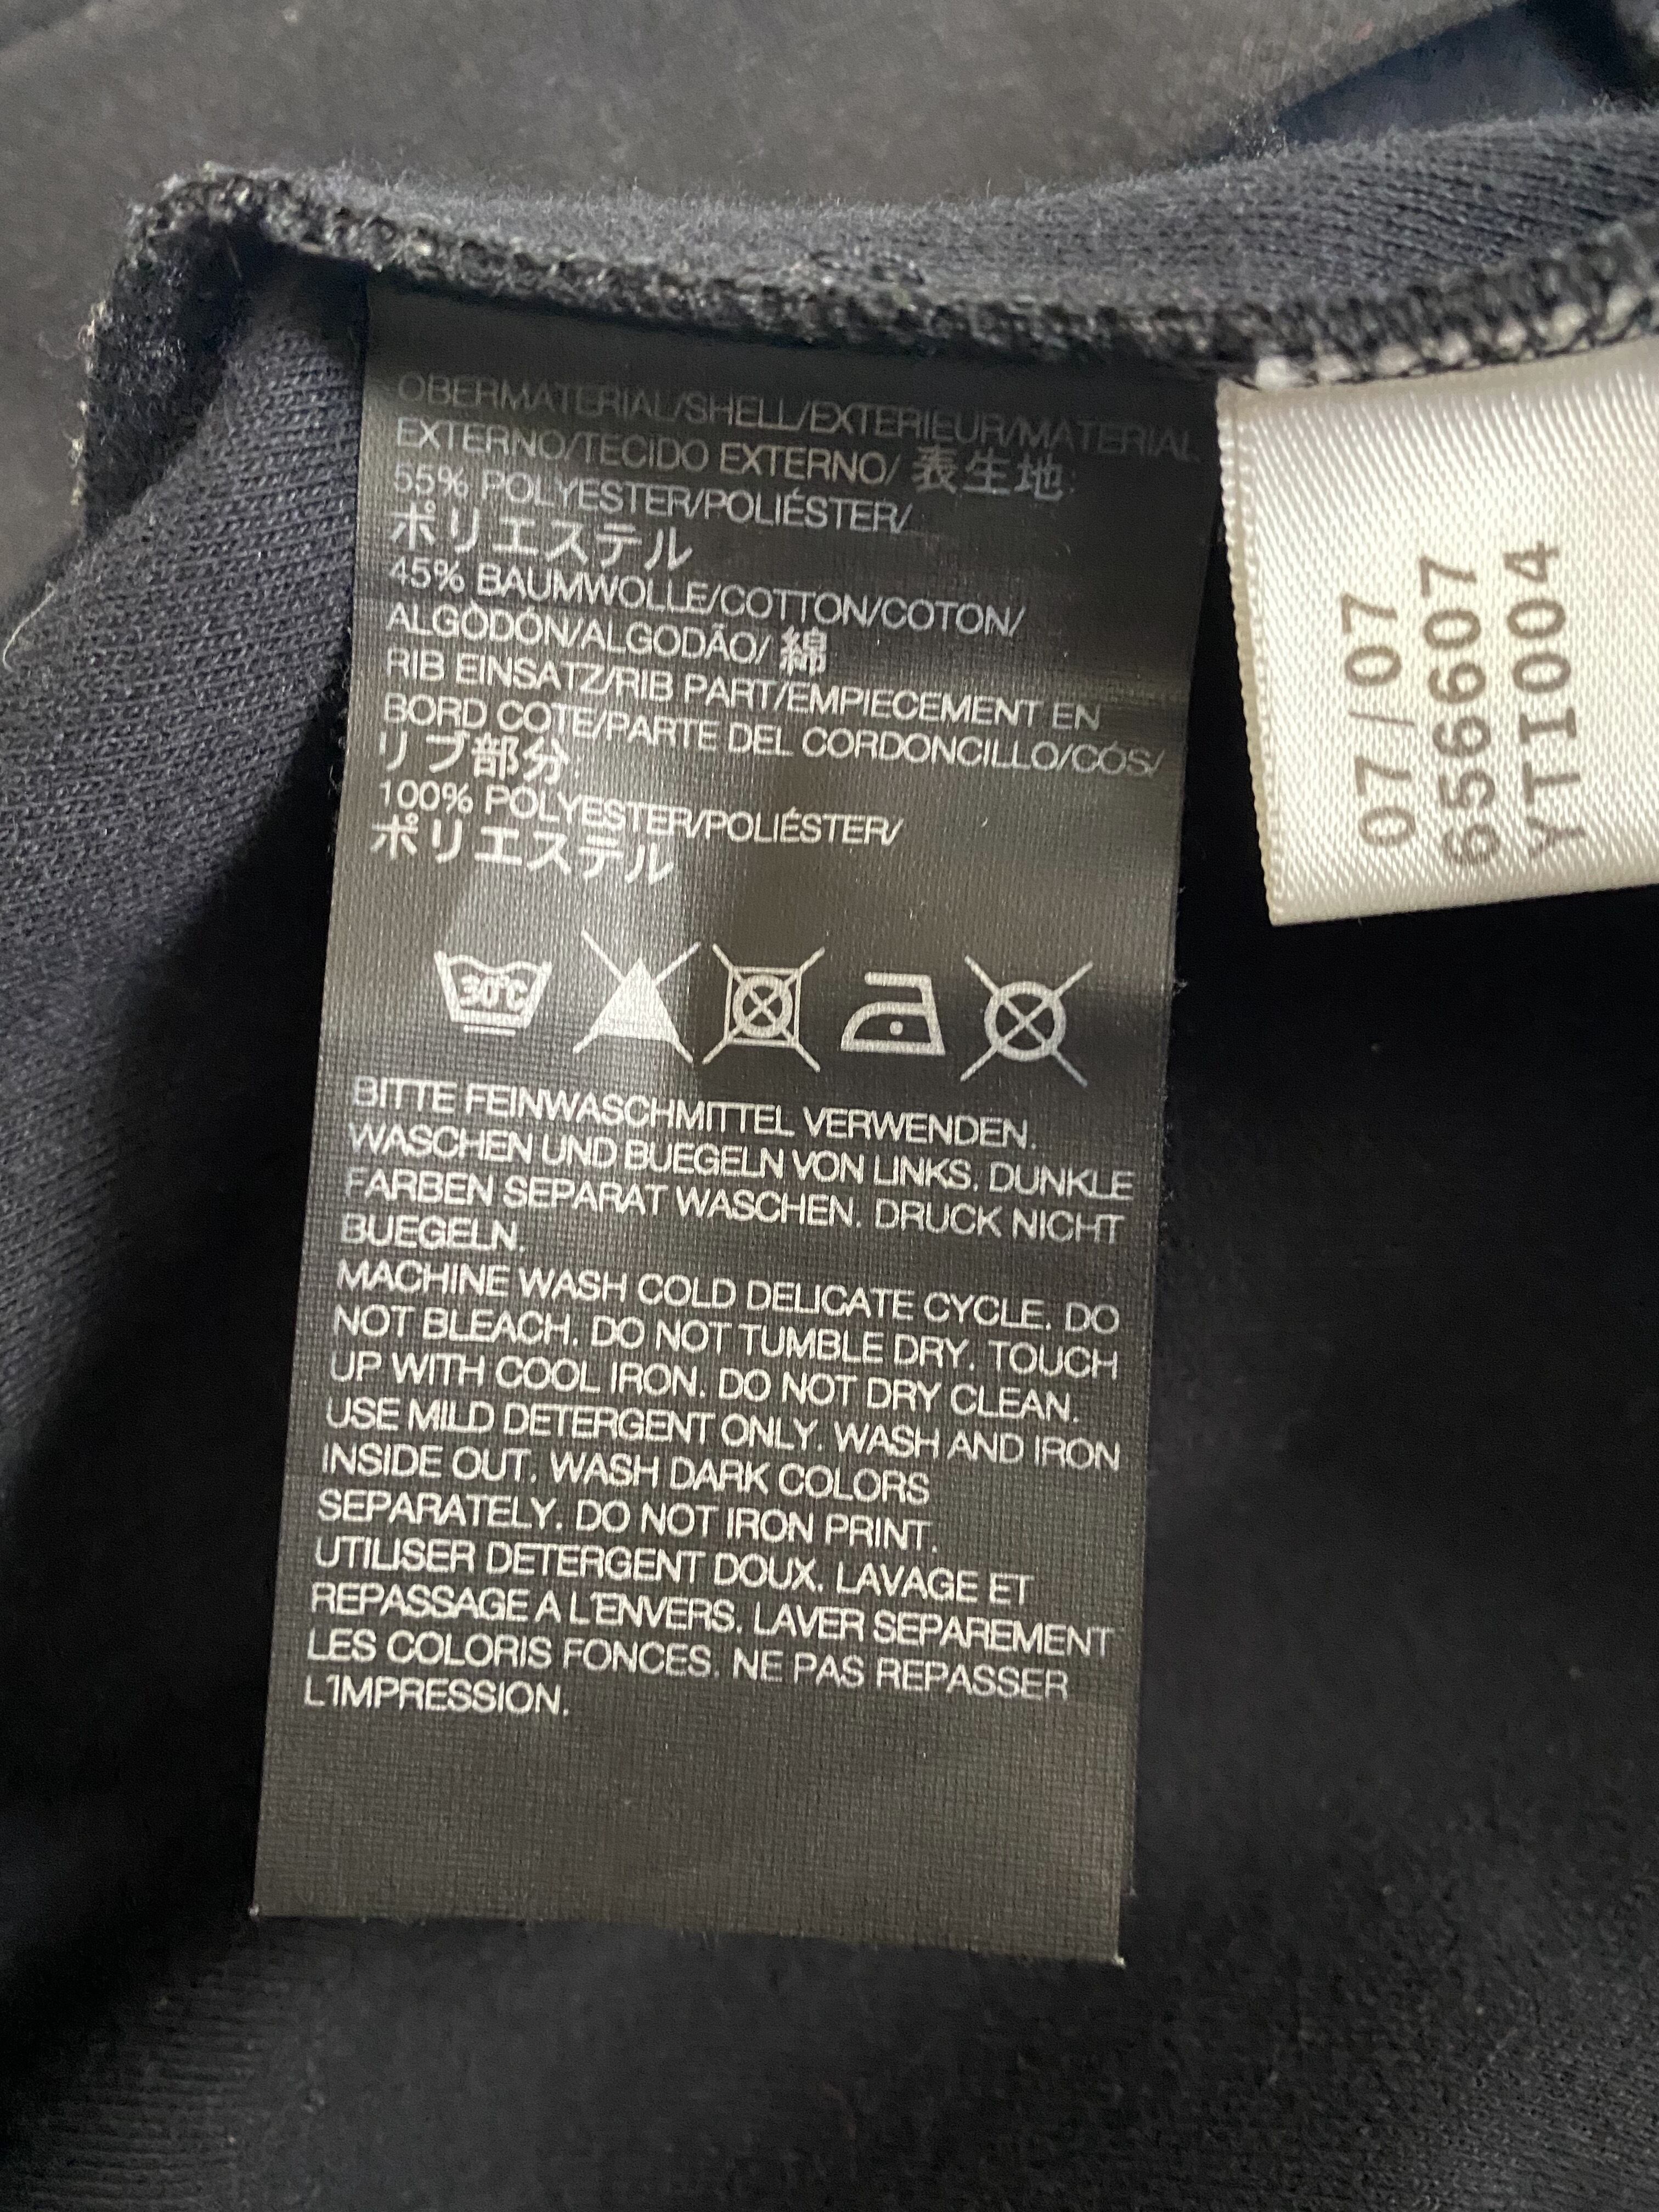 OBERMATERIAL/SHELL/EXTERIEUR/MATERIAL
EXTERNO/TECIDO EXTERNO/ 表生地
55% POLYESTER/POLIÉSTER/
ポリエステル
45% BAUMWOLLE/COTTON/COTON/
ALGODÓN/ALGODÃO/ 綿
RIB EINSATZ/RIB PART/EMPIECEMENT EN
BORD COTE/PARTE DEL CORDONCILLO/CÓS/
リブ部分
100% POLYESTER/POLIÉSTER/
ポリエステル
30°C
BITTE FEINWASCHMITTEL VERWENDEN.
WASCHEN UND BUEGELN VON LINKS. DUNKLE
FARBEN SEPARAT WASCHEN. DRUCK NICHT
BUEGELN.
MACHINE WASH COLD DELICATE CYCLE. DO
NOT BLEACH. DO NOT TUMBLE DRY. TOUCH
UP WITH COOL IRON. DO NOT DRY CLEAN.
USE MILD DETERGENT ONLY. WASH AND IRON
INSIDE OUT. WASH DARK COLORS
SEPARATELY. DO NOT IRON PRINT.
UTILISER DETERGENT DOUX. LAVAGE ET
REPASSAGE A L'ENVERS. LAVER SEPAREMENT
LES COLORIS FONCES. NE PAS REPASSER
L'IMPRESSION.
07/07
656607
YTI004